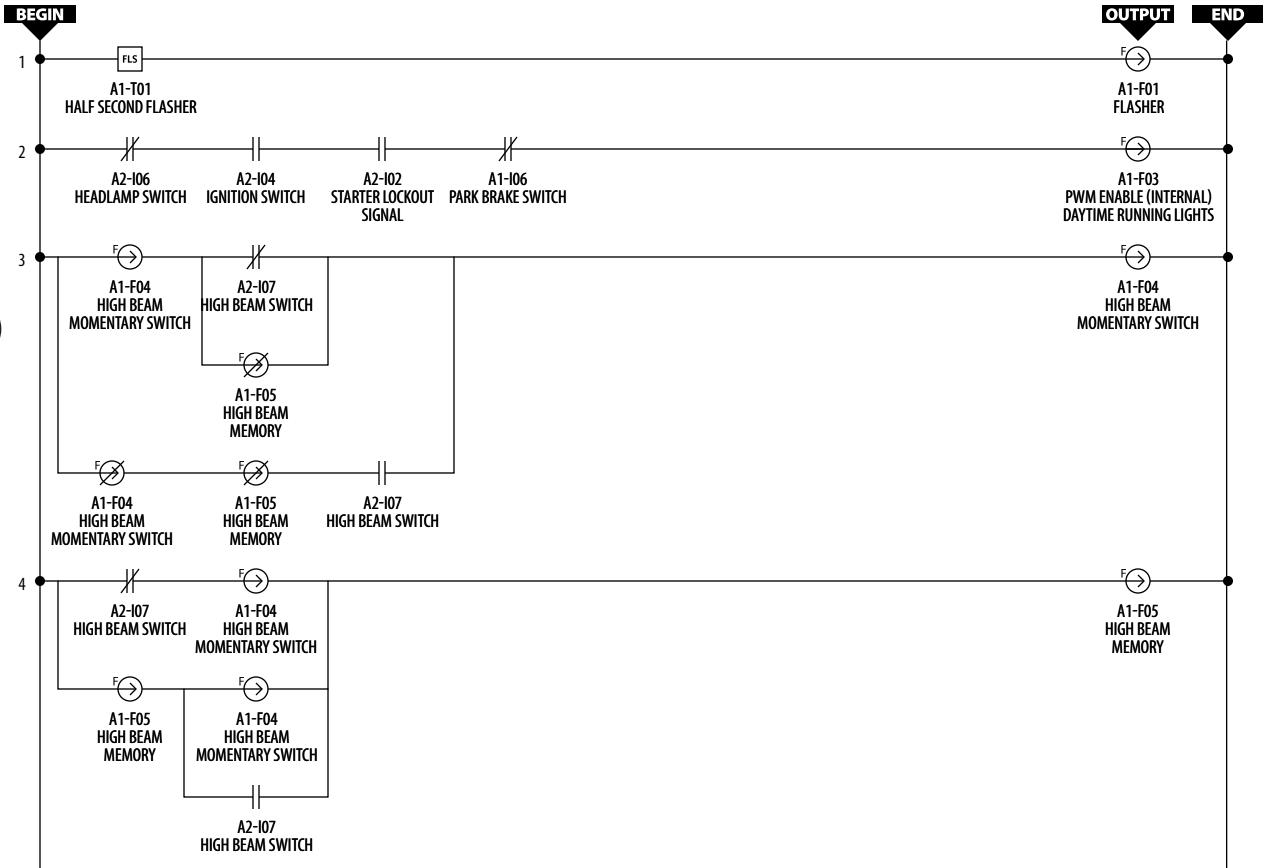 BEGIN
OUTPUT
END
1
FLS
F
A1-T01
HALF SECOND FLASHER
A1-F01
FLASHER
2
F
A2-I06
HEADLAMP SWITCH
A2-I04
IGNITION SWITCH
A2-I02
STARTER LOCKOUT
SIGNAL
A1-I06
PARK BRAKE SWITCH
A1-F03
PWM ENABLE (INTERNAL)
DAYTIME RUNNING LIGHTS
3
F
F
A1-F04
HIGH BEAM
MOMENTARY SWITCH
A2-I07
HIGH BEAM SWITCH
A1-F04
HIGH BEAM
MOMENTARY SWITCH
F
A1-F05
HIGH BEAM
MEMORY
F
F
A1-F04
HIGH BEAM
MOMENTARY SWITCH
A1-F05
HIGH BEAM
MEMORY
A2-I07
HIGH BEAM SWITCH
4
F
F
A2-I07
HIGH BEAM SWITCH
A1-F04
HIGH BEAM
MOMENTARY SWITCH
A1-F05
HIGH BEAM
MEMORY
F
F
A1-F05
HIGH BEAM
MEMORY
A1-F04
HIGH BEAM
MOMENTARY SWITCH
A2-I07
HIGH BEAM SWITCH